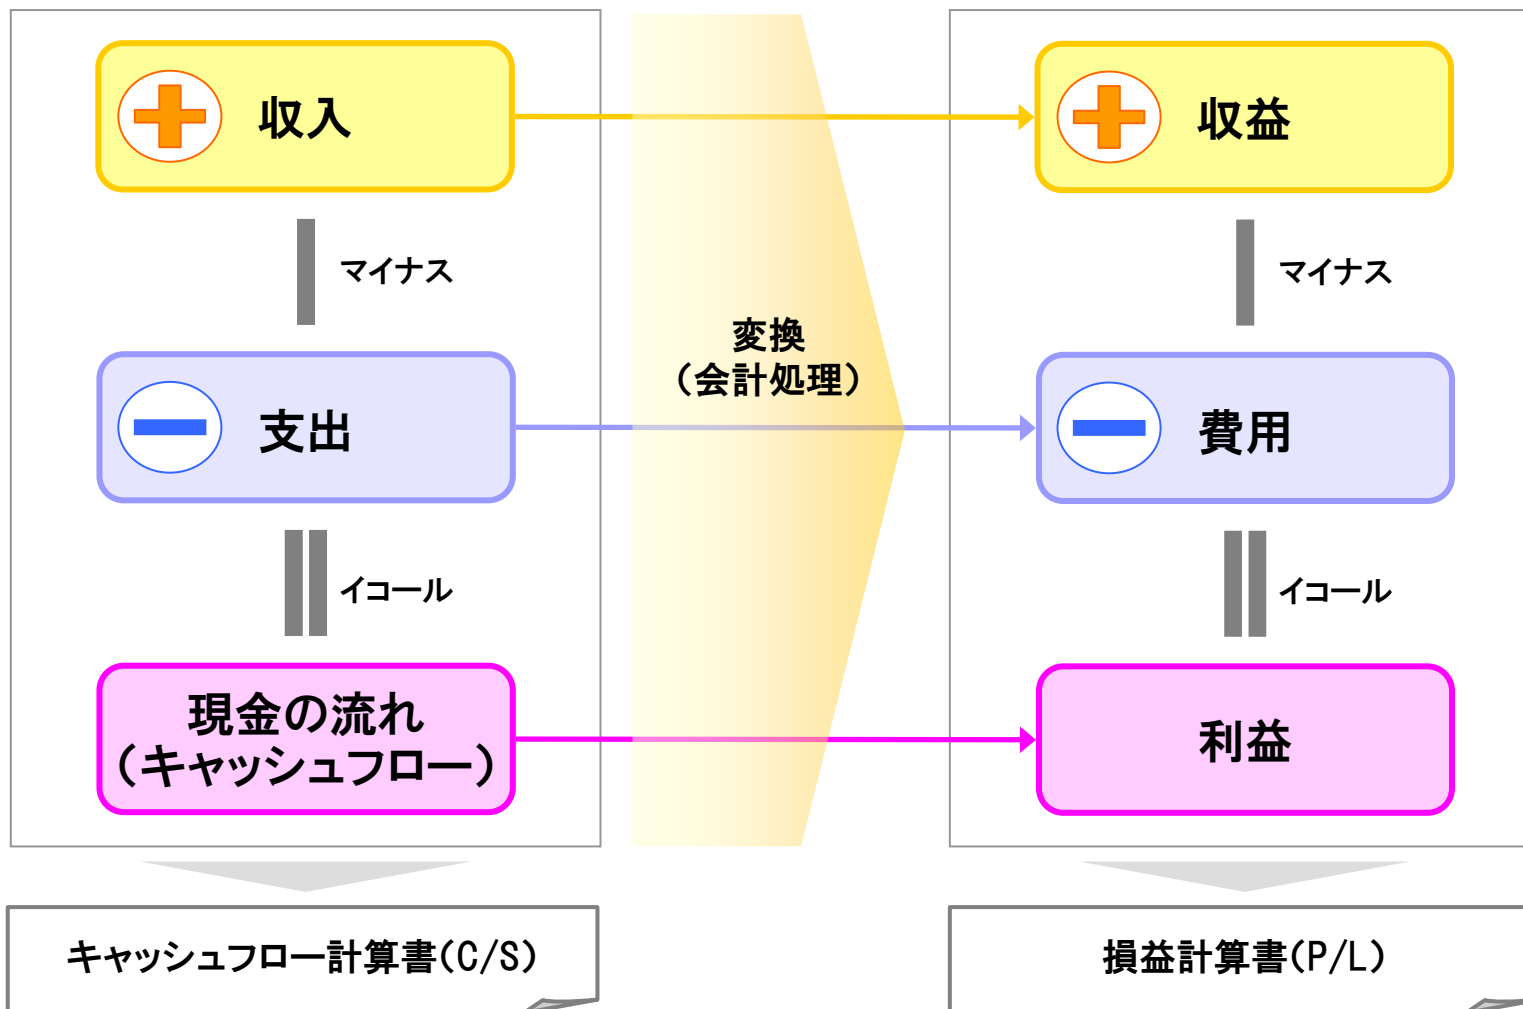 収入
マイナス
支出
イコール
現金の流れ
(キャッシュフロー)
変換
(会計処理)
収益
マイナス
費用
イコール
利益
キャッシュフロー計算書(C/S)
損益計算書(P/L)